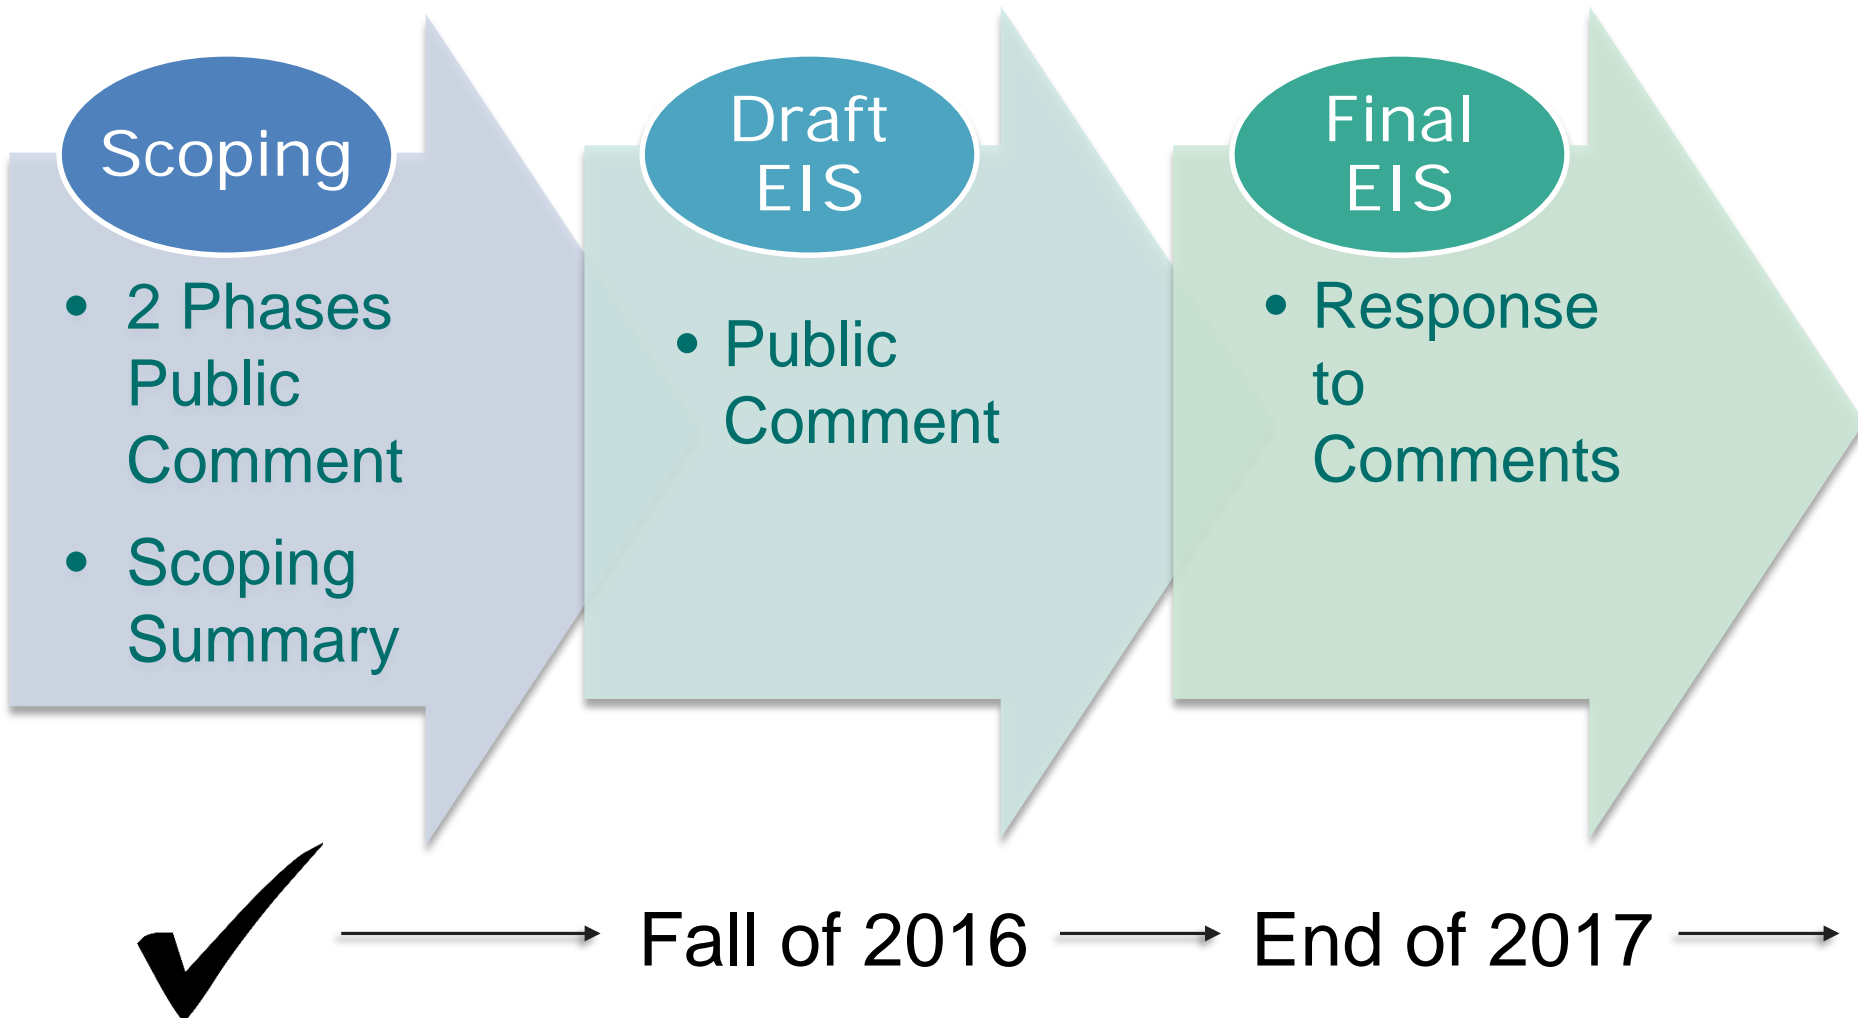 Scoping
• 2 Phases
Public
Comment
• Scoping
Summary
Draft
EIS
• Public
Comment
Final
EIS
• Response
to
Comments
Fall of 2016
End of 2017